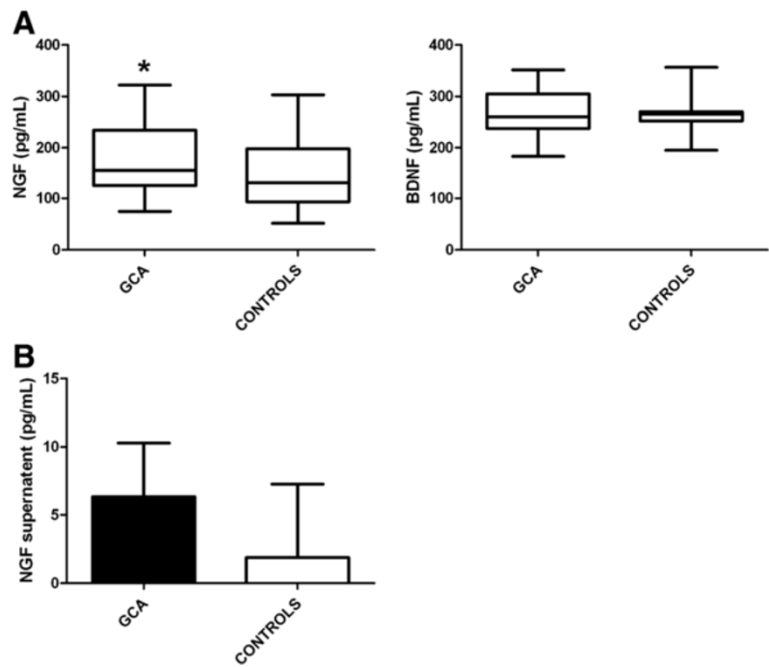 A
NGF (pg/mL)
400
300
200
100
0
*
GCA
CONTROLS
BDNF (pg/mL)
400
300
200
100
0
GCA
CONTROLS
B
NGF supernatent (pg/mL)
15
10
5
0
GCA
CONTROLS